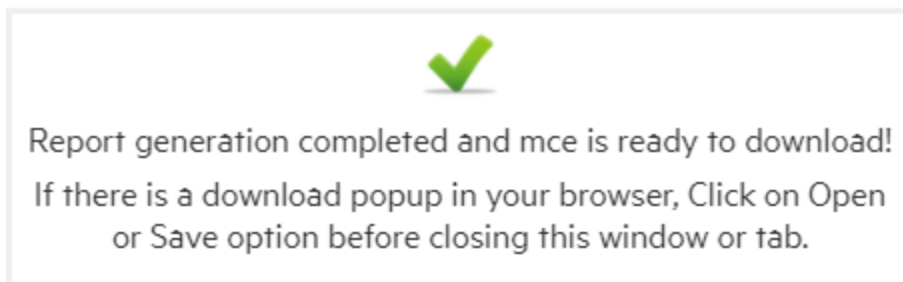 Report generation completed and mce is ready to download!
If there is a download popup in your browser, Click on Open
or Save option before closing this window or tab.